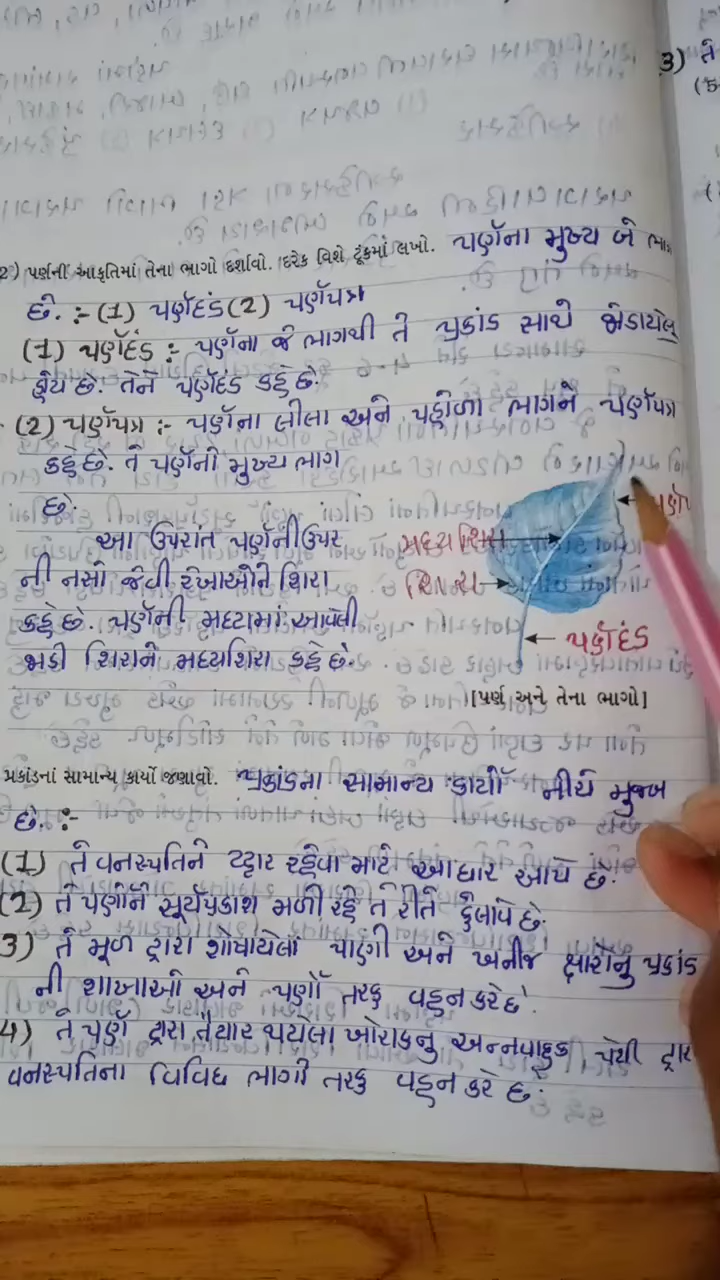 3) તે
2) પર્ણની આકૃતિમાં તેના ભાગો દર્શાવો. દરેક વિશે ટૂંકમાં લખો. પર્ણના મુખ્ય બે ભાગ
છે. :- (1) પર્ણદંડ (2) પર્ણપત્ર
(1) પર્ણદંડ :- પર્ણના જે ભાગથી તે પ્રકાંડ સાથે જોડાયેલુ
હોય છે. તેને પર્ણદંડ કહે છે.
(2) પર્ણપત્ર :- પર્ણના લીલા અને પહોળા ભાગને પર્ણપત્ર
કહે છે. તે પર્ણનો મુખ્ય ભાગ
છે.
પર્ણપ
આ ઉપરાંત પર્ણની ઉપર
મધ્યશિરા
ની નસો જેવી રેખાઓને શિરા
શિરા
કહે છે. પર્ણની મધ્યમાં આવેલી
પર્ણદંડ
જાડી શિરાને મધ્યશિરા કહે છે.
[પર્ણ અને તેના ભાગો]
પ્રકાંડનાં સામાન્ય કાર્યો જણાવો. પ્રકાંડના સામાન્ય કાર્યો નીચે મુજબ
છે. :-
(1) તે વનસ્પતિને ટટ્ટાર રહેવા માટે આધાર આપે છે.
(2) તે પર્ણોને સૂર્યપ્રકાશ મળી રહે તે રીતે ફેલાવે છે.
3) તે મૂળ દ્વારા શોષાયેલા પાણી અને ખનીજ ક્ષારોનુ પ્રકાંડ
ની શાખાઓ અને પર્ણો તરફ વહન કરે છે.
4) તે પર્ણ દ્વારા તૈયાર થયેલા ખોરાકનુ અન્નવાહક પેશી દ્વારા
વનસ્પતિના વિવિધ ભાગો તરફ વહન કરે છે.